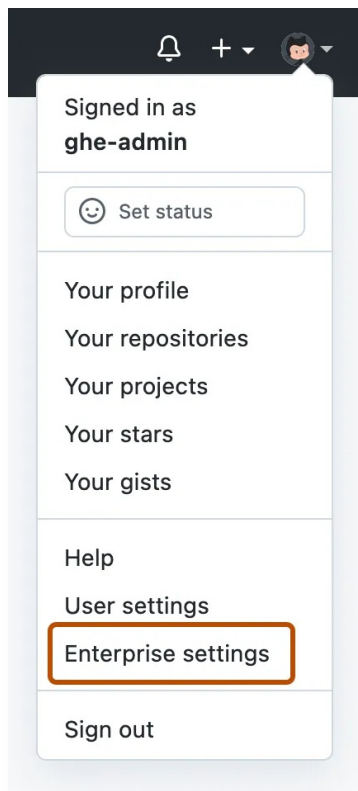 Signed in as
ghe-admin
Set status
Your profile
Your repositories
Your projects
Your stars
Your gists
Help
User settings
Enterprise settings
Sign out